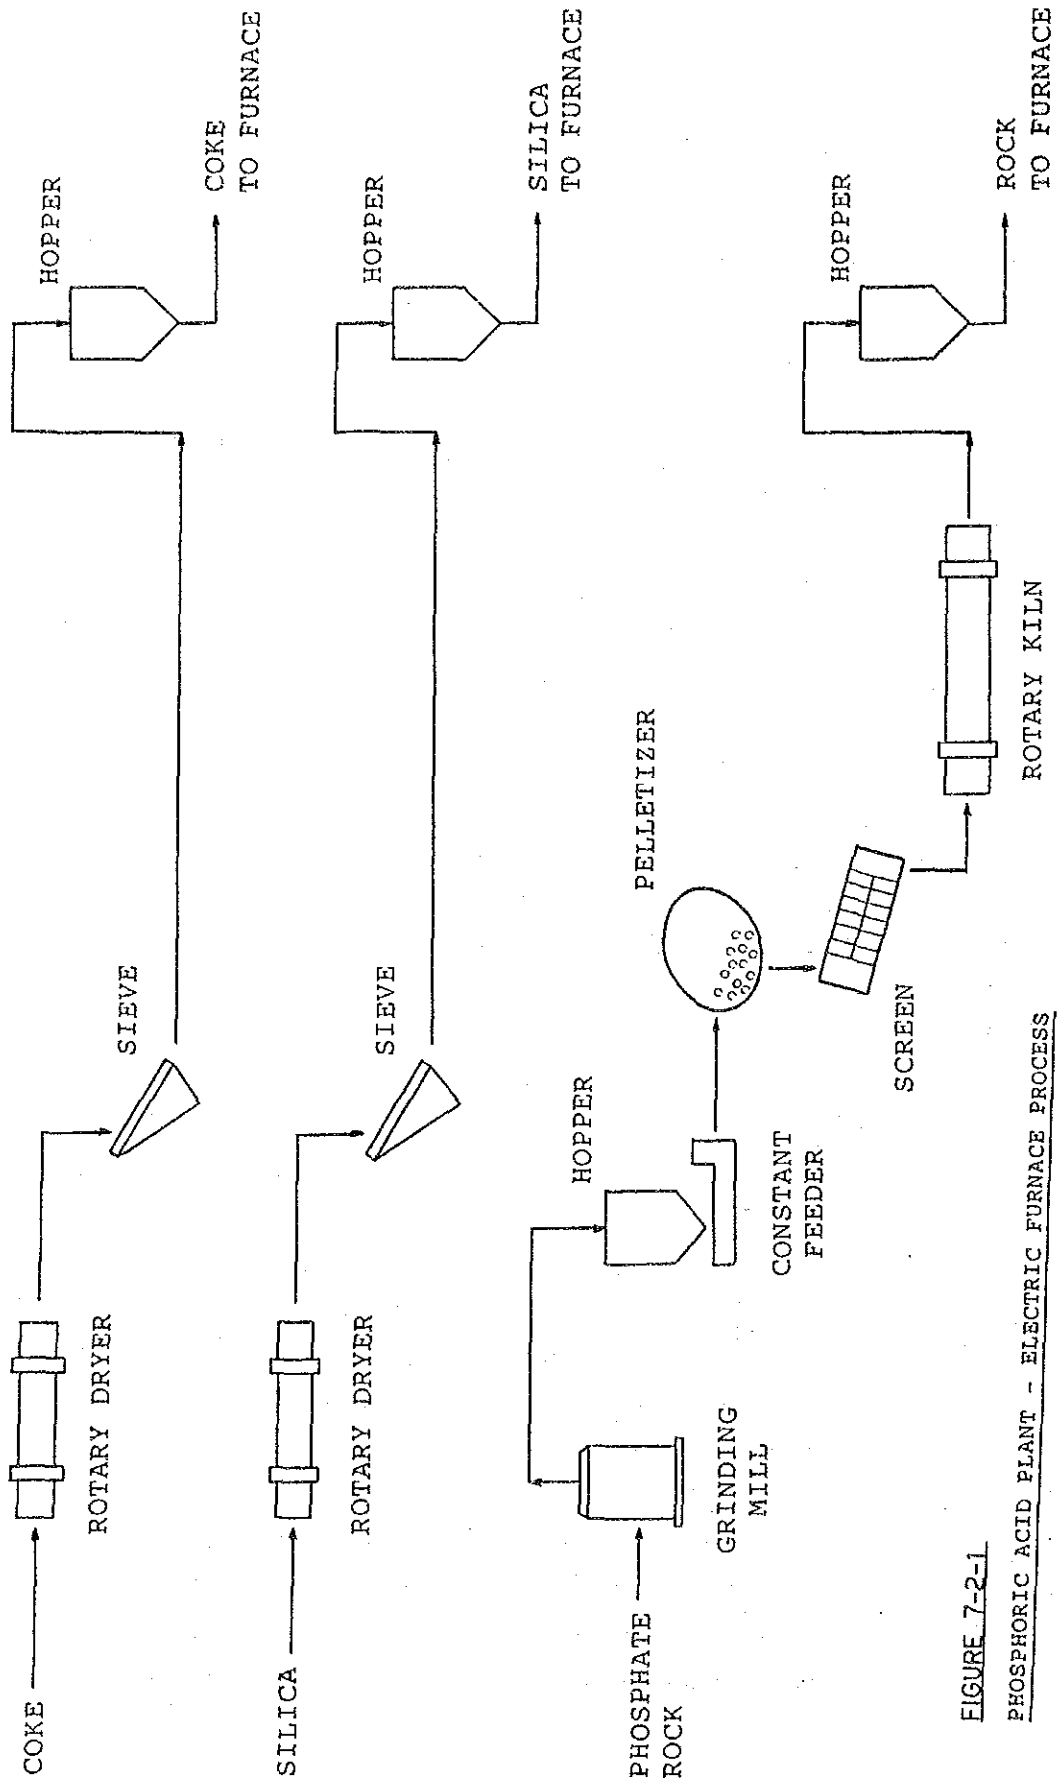 COKE
ROTARY DRYER
SIEVE
HOPPER
COKE
TO FURNACE
SILICA
ROTARY DRYER
SIEVE
HOPPER
SILICA
TO FURNACE
PHOSPHATE
ROCK
GRINDING
MILL
HOPPER
CONSTANT
FEEDER
PELLETIZER
SCREEN
ROTARY KILN
HOPPER
ROCK
TO FURNACE
FIGURE 7-2-1
PHOSPHORIC ACID PLANT - ELECTRIC FURNACE PROCESS